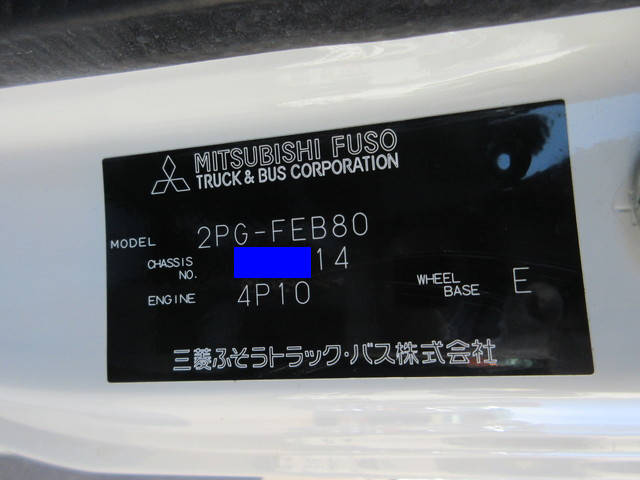 MITSUBISHI FUSO
TRUCK & BUS CORPORATION
MODEL 2PG-FEB80
CHASSIS NO. 14
ENGINE 4P10
WHEEL BASE E
三菱ふそうトラック・バス株式会社